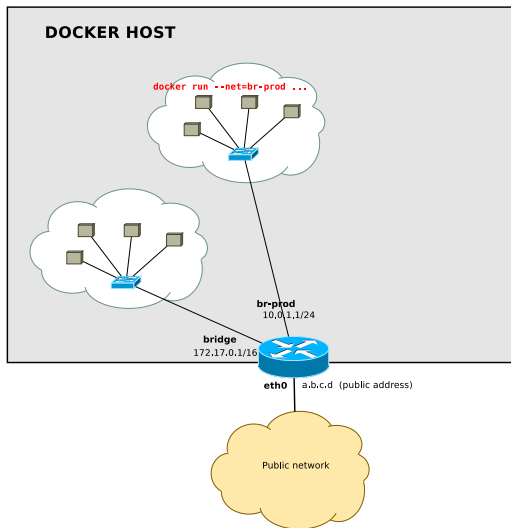 DOCKER HOST
docker run --net=br-prod ...
br-prod
10,0,1,1/24
bridge
172.17.0.1/16
eth0 a.b.c.d (public address)
Public network